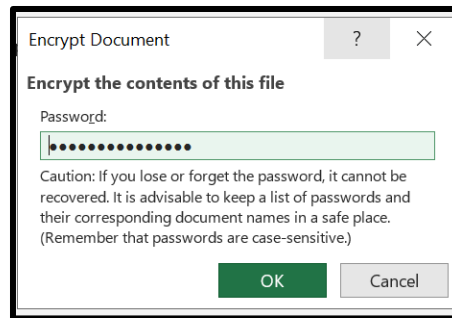 Encrypt Document ? ×
Encrypt the contents of this file
Password:
●●●●●●●●●●●●●●●
Caution: If you lose or forget the password, it cannot be
recovered. It is advisable to keep a list of passwords and
their corresponding document names in a safe place.
(Remember that passwords are case-sensitive.)
OK Cancel